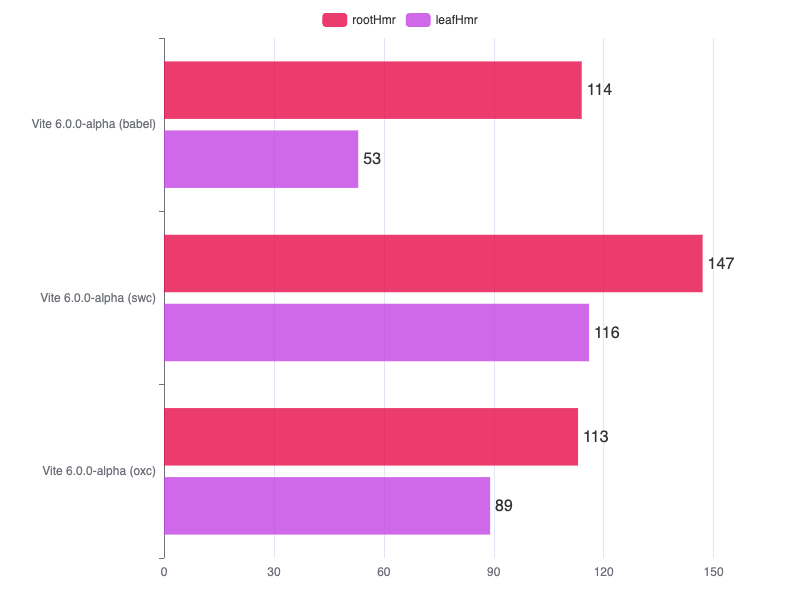 rootHmr leafHmr
Vite 6.0.0-alpha (babel)
114
53
Vite 6.0.0-alpha (swc)
147
116
Vite 6.0.0-alpha (oxc)
113
89
0 30 60 90 120 150